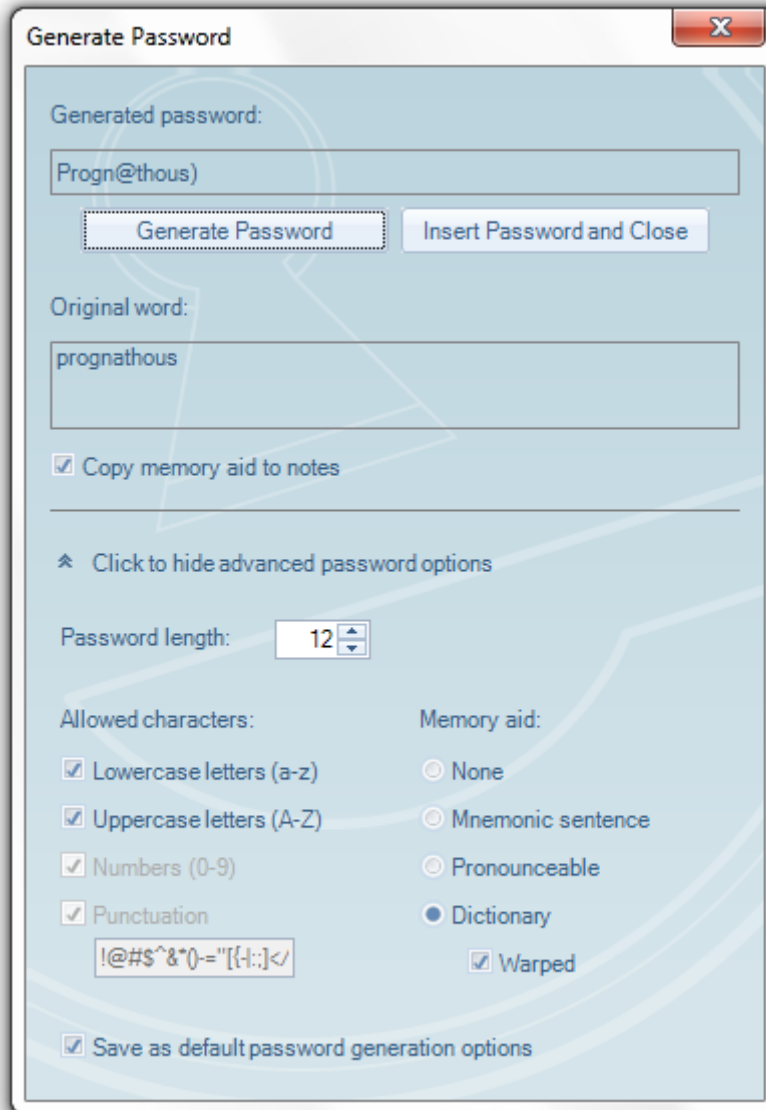 Generate Password
Generated password:
Progn@thous)
Generate Password Insert Password and Close
Original word:
prognathous
Copy memory aid to notes
Click to hide advanced password options
Password length: 12
Allowed characters: Memory aid:
Lowercase letters (a-z) None
Uppercase letters (A-Z) Mnemonic sentence
Numbers (0-9) Pronounceable
Punctuation Dictionary
!@#$^&*()-="[{-|:;]</ Warped
Save as default password generation options